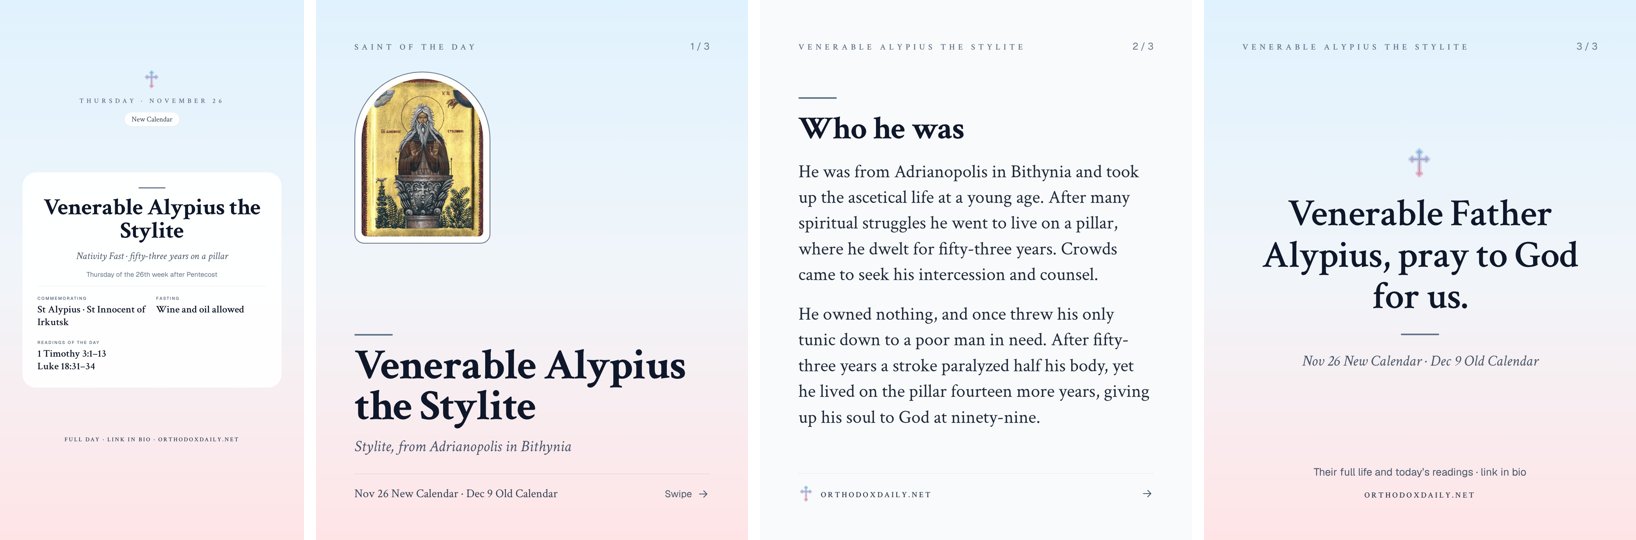 THURSDAY · NOVEMBER 26
New Calendar
Venerable Alypius the
Stylite
Nativity Fast · fifty-three years on a pillar
Thursday of the 26th week after Pentecost
COMMEMORATING
St Alypius · St Innocent of
Irkutsk
FASTING
Wine and oil allowed
READINGS OF THE DAY
1 Timothy 3:1–13
Luke 18:31–34
FULL DAY · LINK IN BIO · ORTHODOXDAILY.NET
SAINT OF THE DAY
1/3
Venerable Alypius
the Stylite
Stylite, from Adrianopolis in Bithynia
Nov 26 New Calendar · Dec 9 Old Calendar
Swipe →
VENERABLE ALYPIUS THE STYLITE
2/3
Who he was
He was from Adrianopolis in Bithynia and took
up the ascetical life at a young age. After many
spiritual struggles he went to live on a pillar,
where he dwelt for fifty-three years. Crowds
came to seek his intercession and counsel.
He owned nothing, and once threw his only
tunic down to a poor man in need. After fifty-
three years a stroke paralyzed half his body, yet
he lived on the pillar fourteen more years, giving
up his soul to God at ninety-nine.
ORTHODOXDAILY.NET
→
VENERABLE ALYPIUS THE STYLITE
3/3
Venerable Father
Alypius, pray to God
for us.
Nov 26 New Calendar · Dec 9 Old Calendar
Their full life and today's readings · link in bio
ORTHODOXDAILY.NET